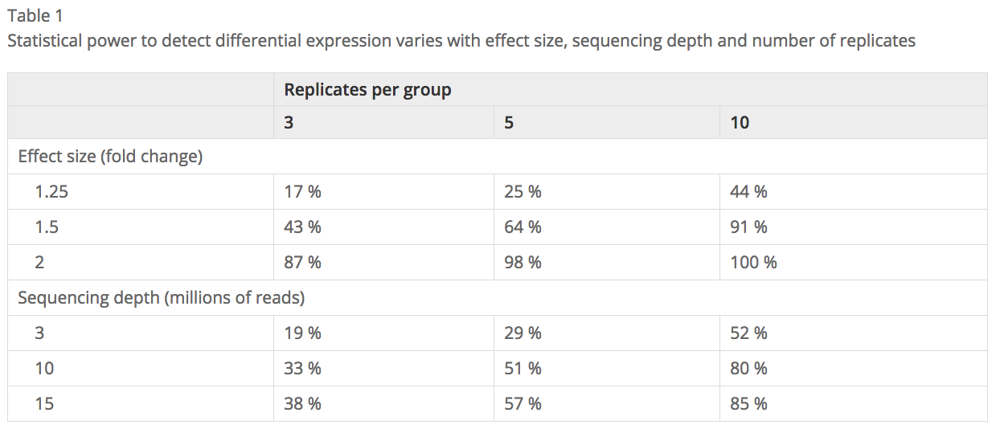 Table 1
Statistical power to detect differential expression varies with effect size, sequencing depth and number of replicates
Replicates per group
3 5 10
Effect size (fold change)
1.25 17 % 25 % 44 %
1.5 43 % 64 % 91 %
2 87 % 98 % 100 %
Sequencing depth (millions of reads)
3 19 % 29 % 52 %
10 33 % 51 % 80 %
15 38 % 57 % 85 %